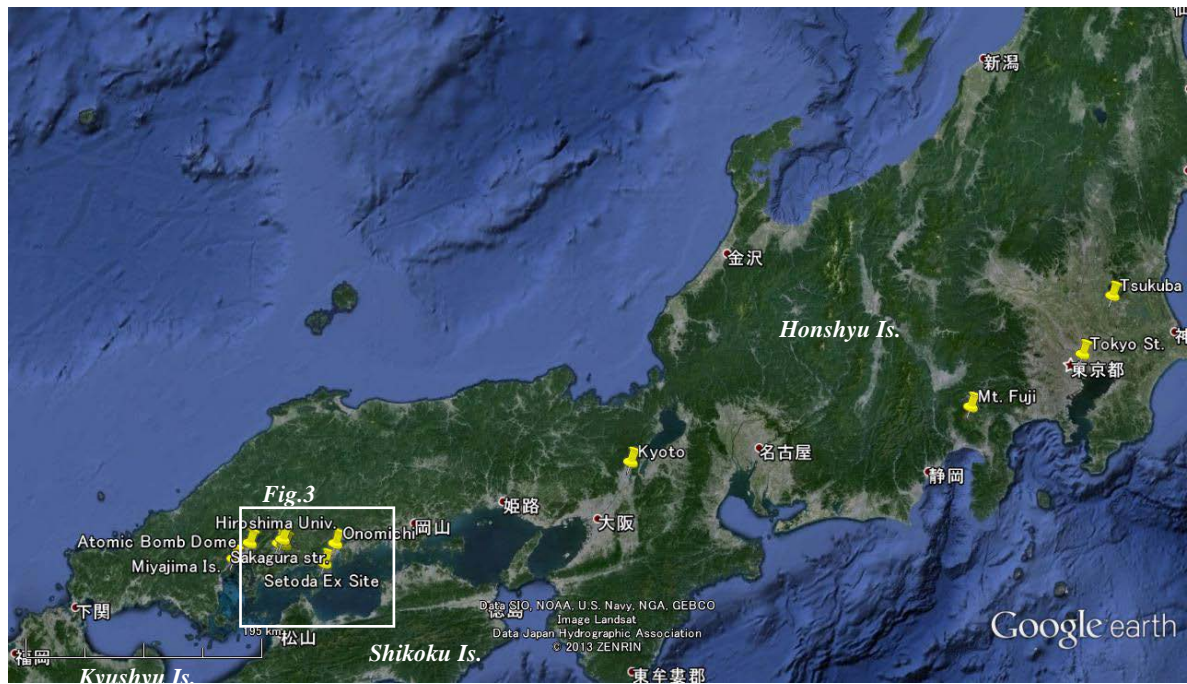 新潟
金沢
Tsukuba
Honshyu Is.
Tokyo St.
東京都
Mt. Fuji
Kyoto
名古屋
静岡
Fig.3
姫路
大阪
Hiroshima Univ.
岡山
Atomic Bomb Dome
Onomichi
Sakagura str.
Miyajima Is.
Setoda Ex Site
下関
徳島
Data SIO, NOAA, U.S. Navy, NGA, GEBCO
Image Landsat
Data Japan Hydrographic Association
© 2013 ZENRIN
Google earth
195 km
松山
福岡
Shikoku Is.
Kyushyu Is.
東牟婁郡